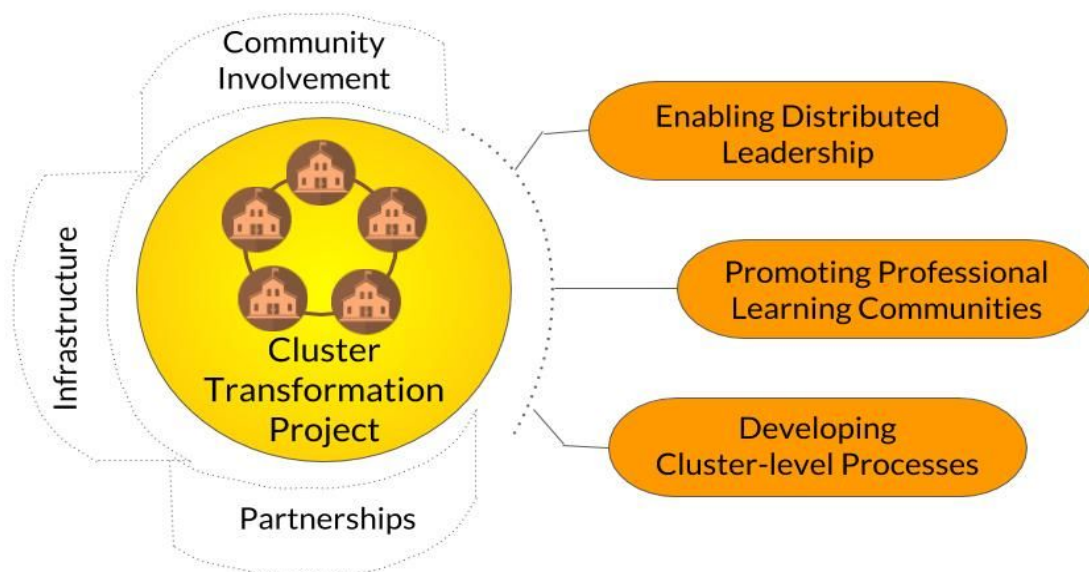 Community
Involvement
Infrastructure
Cluster
Transformation
Project
Partnerships
Enabling Distributed
Leadership
Promoting Professional
Learning Communities
Developing
Cluster-level Processes